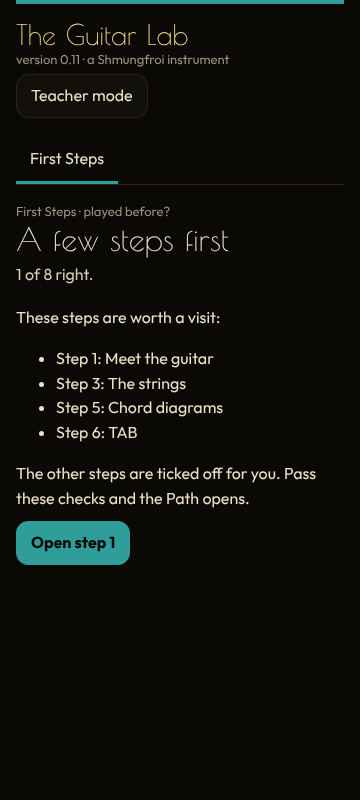 The Guitar Lab
version 0.11 · a Shmungfroi instrument
Teacher mode
First Steps
First Steps · played before?
A few steps first
1 of 8 right.
These steps are worth a visit:
• Step 1: Meet the guitar
• Step 3: The strings
• Step 5: Chord diagrams
• Step 6: TAB
The other steps are ticked off for you. Pass
these checks and the Path opens.
Open step 1